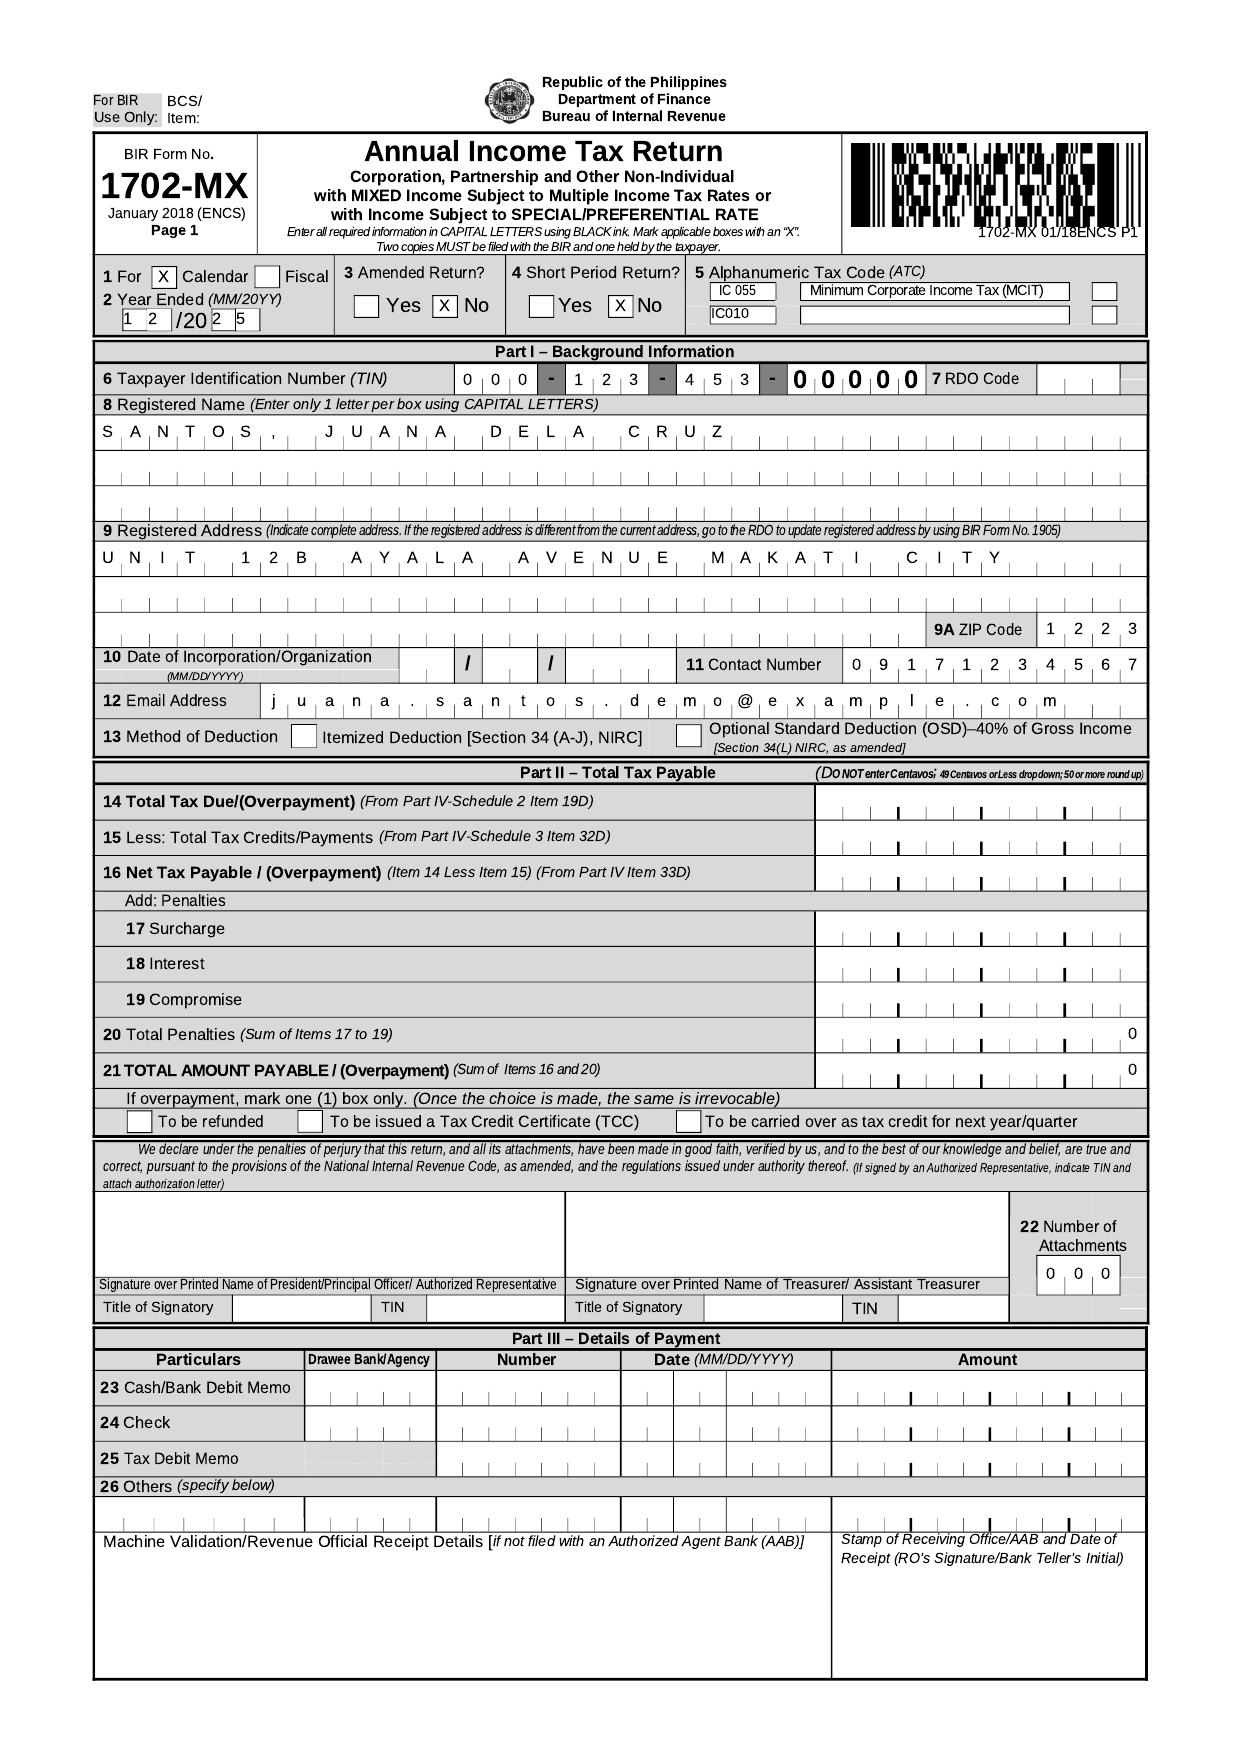 For BIR BCS/
Use Only: Item:
Republic of the Philippines
Department of Finance
Bureau of Internal Revenue
BIR Form No.
1702-MX
January 2018 (ENCS)
Page 1
Annual Income Tax Return
Corporation, Partnership and Other Non-Individual
with MIXED Income Subject to Multiple Income Tax Rates or
with Income Subject to SPECIAL/PREFERENTIAL RATE
Enter all required information in CAPITAL LETTERS using BLACK ink. Mark applicable boxes with an "X".
Two copies MUST be filed with the BIR and one held by the taxpayer.
1702-MX 01/18ENCS P1
1 For X Calendar Fiscal
2 Year Ended (MM/20YY)
1 2 /20 2 5
3 Amended Return?
Yes X No
4 Short Period Return?
Yes X No
5 Alphanumeric Tax Code (ATC)
IC 055 Minimum Corporate Income Tax (MCIT)
IC010
Part I – Background Information
6 Taxpayer Identification Number (TIN) 0 0 0 - 1 2 3 - 4 5 3 - 0 0 0 0 0 7 RDO Code
8 Registered Name (Enter only 1 letter per box using CAPITAL LETTERS)
SANTOS, JUANA DELA CRUZ
9 Registered Address (Indicate complete address. If the registered address is different from the current address, go to the RDO to update registered address by using BIR Form No. 1905)
UNIT 12B AYALA AVENUE MAKATI CITY
9A ZIP Code 1 2 2 3
10 Date of Incorporation/Organization / / 11 Contact Number 0 9 1 7 1 2 3 4 5 6 7
(MM/DD/YYYY)
12 Email Address juana.santos.demo@example.com
13 Method of Deduction Itemized Deduction [Section 34 (A-J), NIRC] Optional Standard Deduction (OSD)–40% of Gross Income
[Section 34(L) NIRC, as amended]
Part II – Total Tax Payable (Do NOT enter Centavos; 49 Centavos or Less drop down; 50 or more round up)
14 Total Tax Due/(Overpayment) (From Part IV-Schedule 2 Item 19D)
15 Less: Total Tax Credits/Payments (From Part IV-Schedule 3 Item 32D)
16 Net Tax Payable / (Overpayment) (Item 14 Less Item 15) (From Part IV Item 33D)
Add: Penalties
17 Surcharge
18 Interest
19 Compromise
20 Total Penalties (Sum of Items 17 to 19) 0
21 TOTAL AMOUNT PAYABLE / (Overpayment) (Sum of Items 16 and 20) 0
If overpayment, mark one (1) box only. (Once the choice is made, the same is irrevocable)
To be refunded To be issued a Tax Credit Certificate (TCC) To be carried over as tax credit for next year/quarter
We declare under the penalties of perjury that this return, and all its attachments, have been made in good faith, verified by us, and to the best of our knowledge and belief, are true and
correct, pursuant to the provisions of the National Internal Revenue Code, as amended, and the regulations issued under authority thereof. (If signed by an Authorized Representative, indicate TIN and
attach authorization letter)
22 Number of
Attachments
0 0 0
Signature over Printed Name of President/Principal Officer/ Authorized Representative Signature over Printed Name of Treasurer/ Assistant Treasurer
Title of Signatory TIN Title of Signatory TIN
Part III – Details of Payment
Particulars Drawee Bank/Agency Number Date (MM/DD/YYYY) Amount
23 Cash/Bank Debit Memo
24 Check
25 Tax Debit Memo
26 Others (specify below)
Machine Validation/Revenue Official Receipt Details [if not filed with an Authorized Agent Bank (AAB)]
Stamp of Receiving Office/AAB and Date of
Receipt (RO's Signature/Bank Teller's Initial)